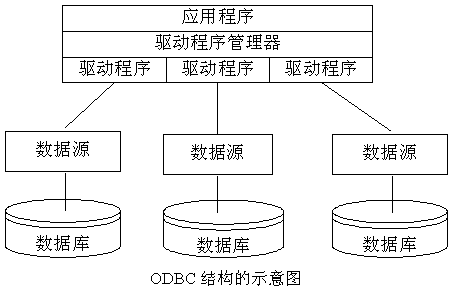 应用程序
驱动程序管理器
驱动程序 驱动程序 驱动程序
数据源 数据源 数据源
数据库 数据库 数据库
ODBC 结构的示意图